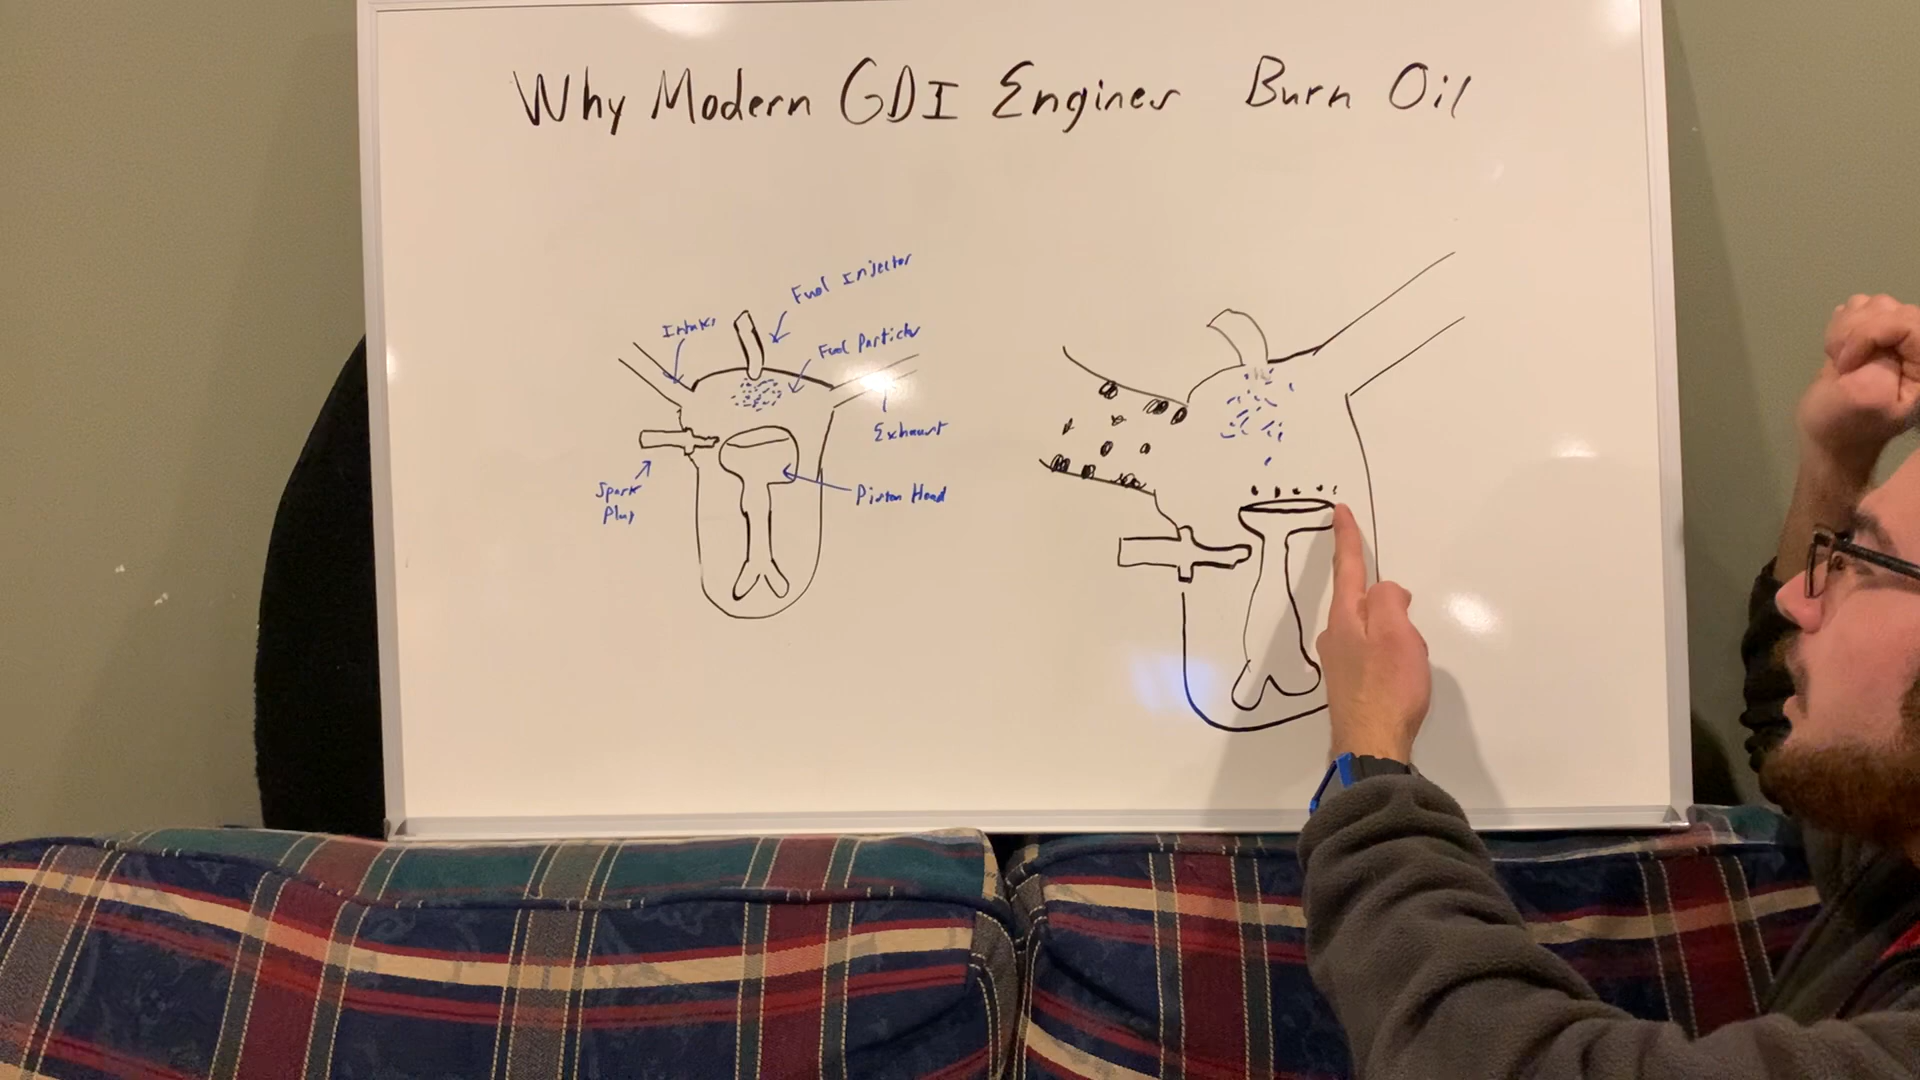 Why Modern GDI Engines Burn Oil
Fuel Injector
Intake
Fuel Particles
Exhaust
Spark
Plug
Piston Head